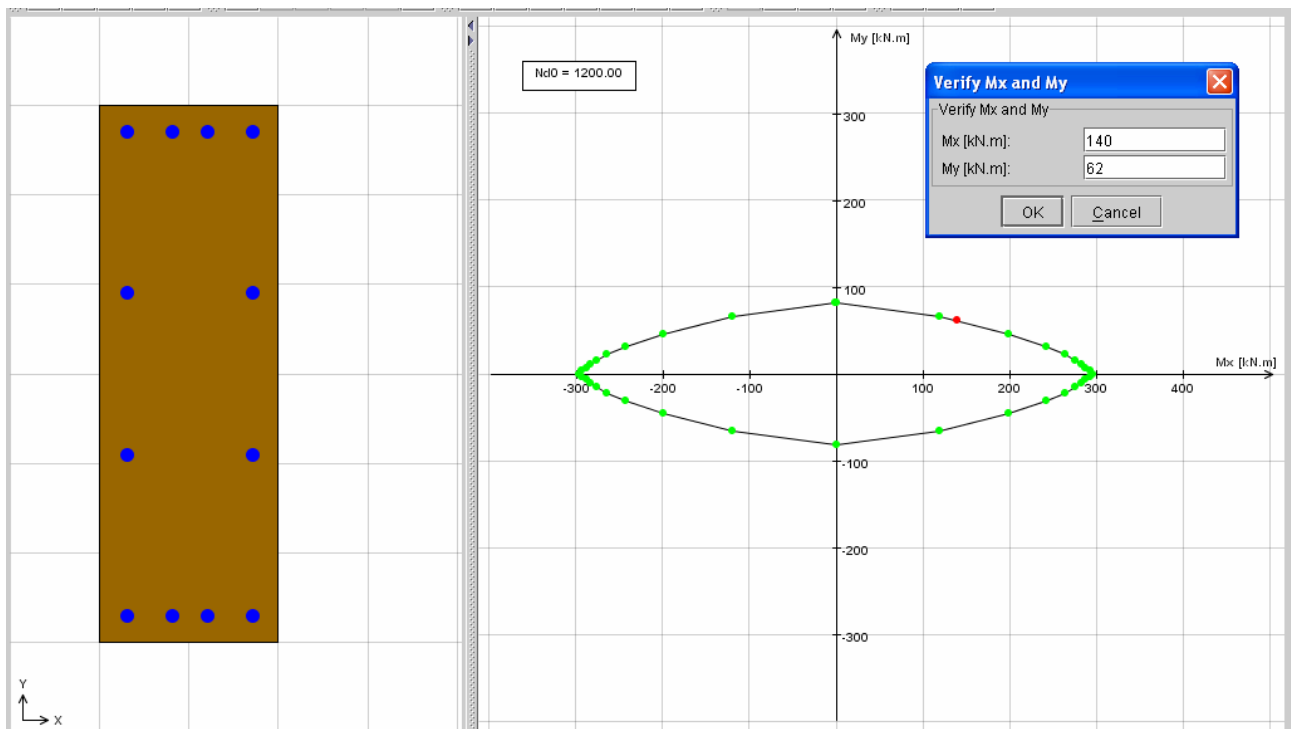 My [kN.m]
Nd0 = 1200.00
Verify Mx and My
Verify Mx and My
Mx [kN.m]: 140
My [kN.m]: 62
OK Cancel
300
200
100
Mx [kN.m]
-300 -200 -100 100 200 300 400
-100
-200
-300
Y
X